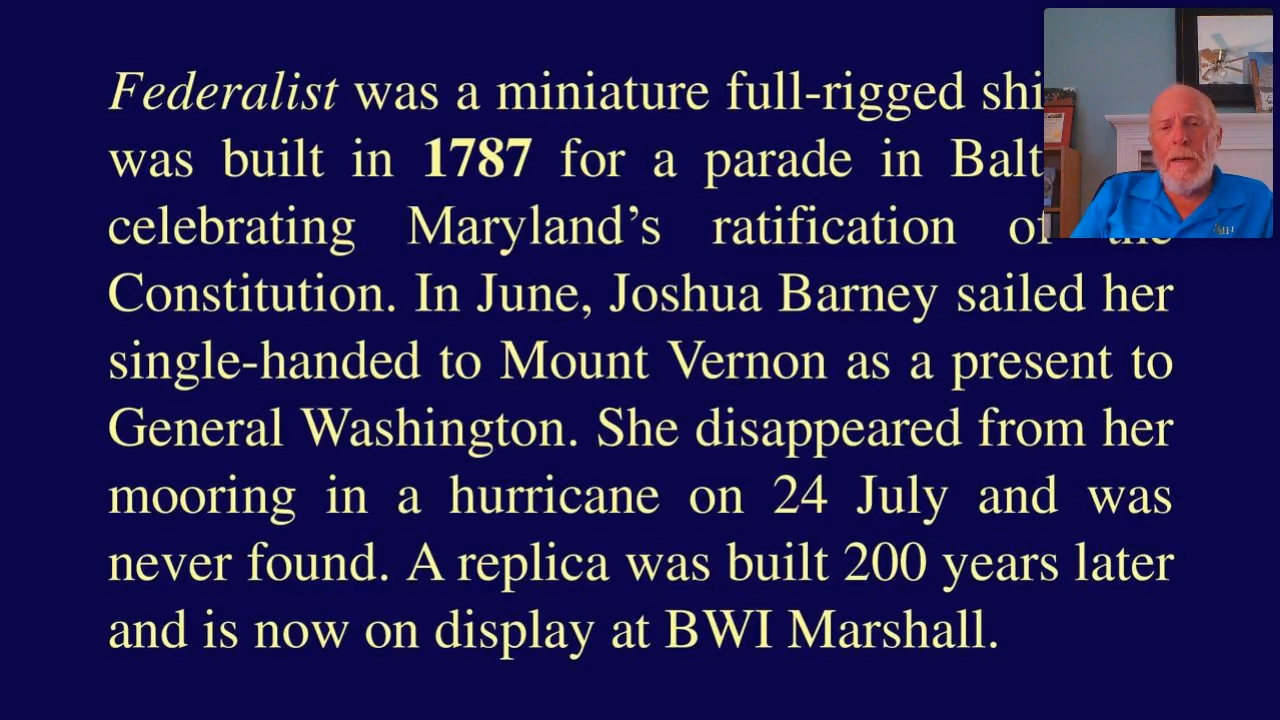 Federalist was a miniature full-rigged shi
was built in 1787 for a parade in Balt
celebrating Maryland's ratification of the
Constitution. In June, Joshua Barney sailed her
single-handed to Mount Vernon as a present to
General Washington. She disappeared from her
mooring in a hurricane on 24 July and was
never found. A replica was built 200 years later
and is now on display at BWI Marshall.